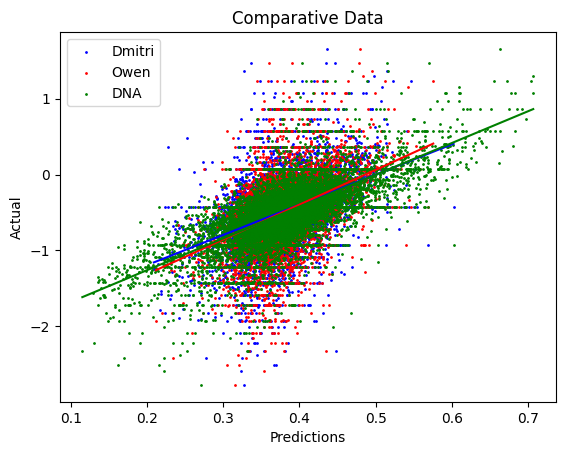 Comparative Data
Dmitri
Owen
DNA
Actual
1
0
−1
−2
0.1
0.2
0.3
0.4
0.5
0.6
0.7
Predictions